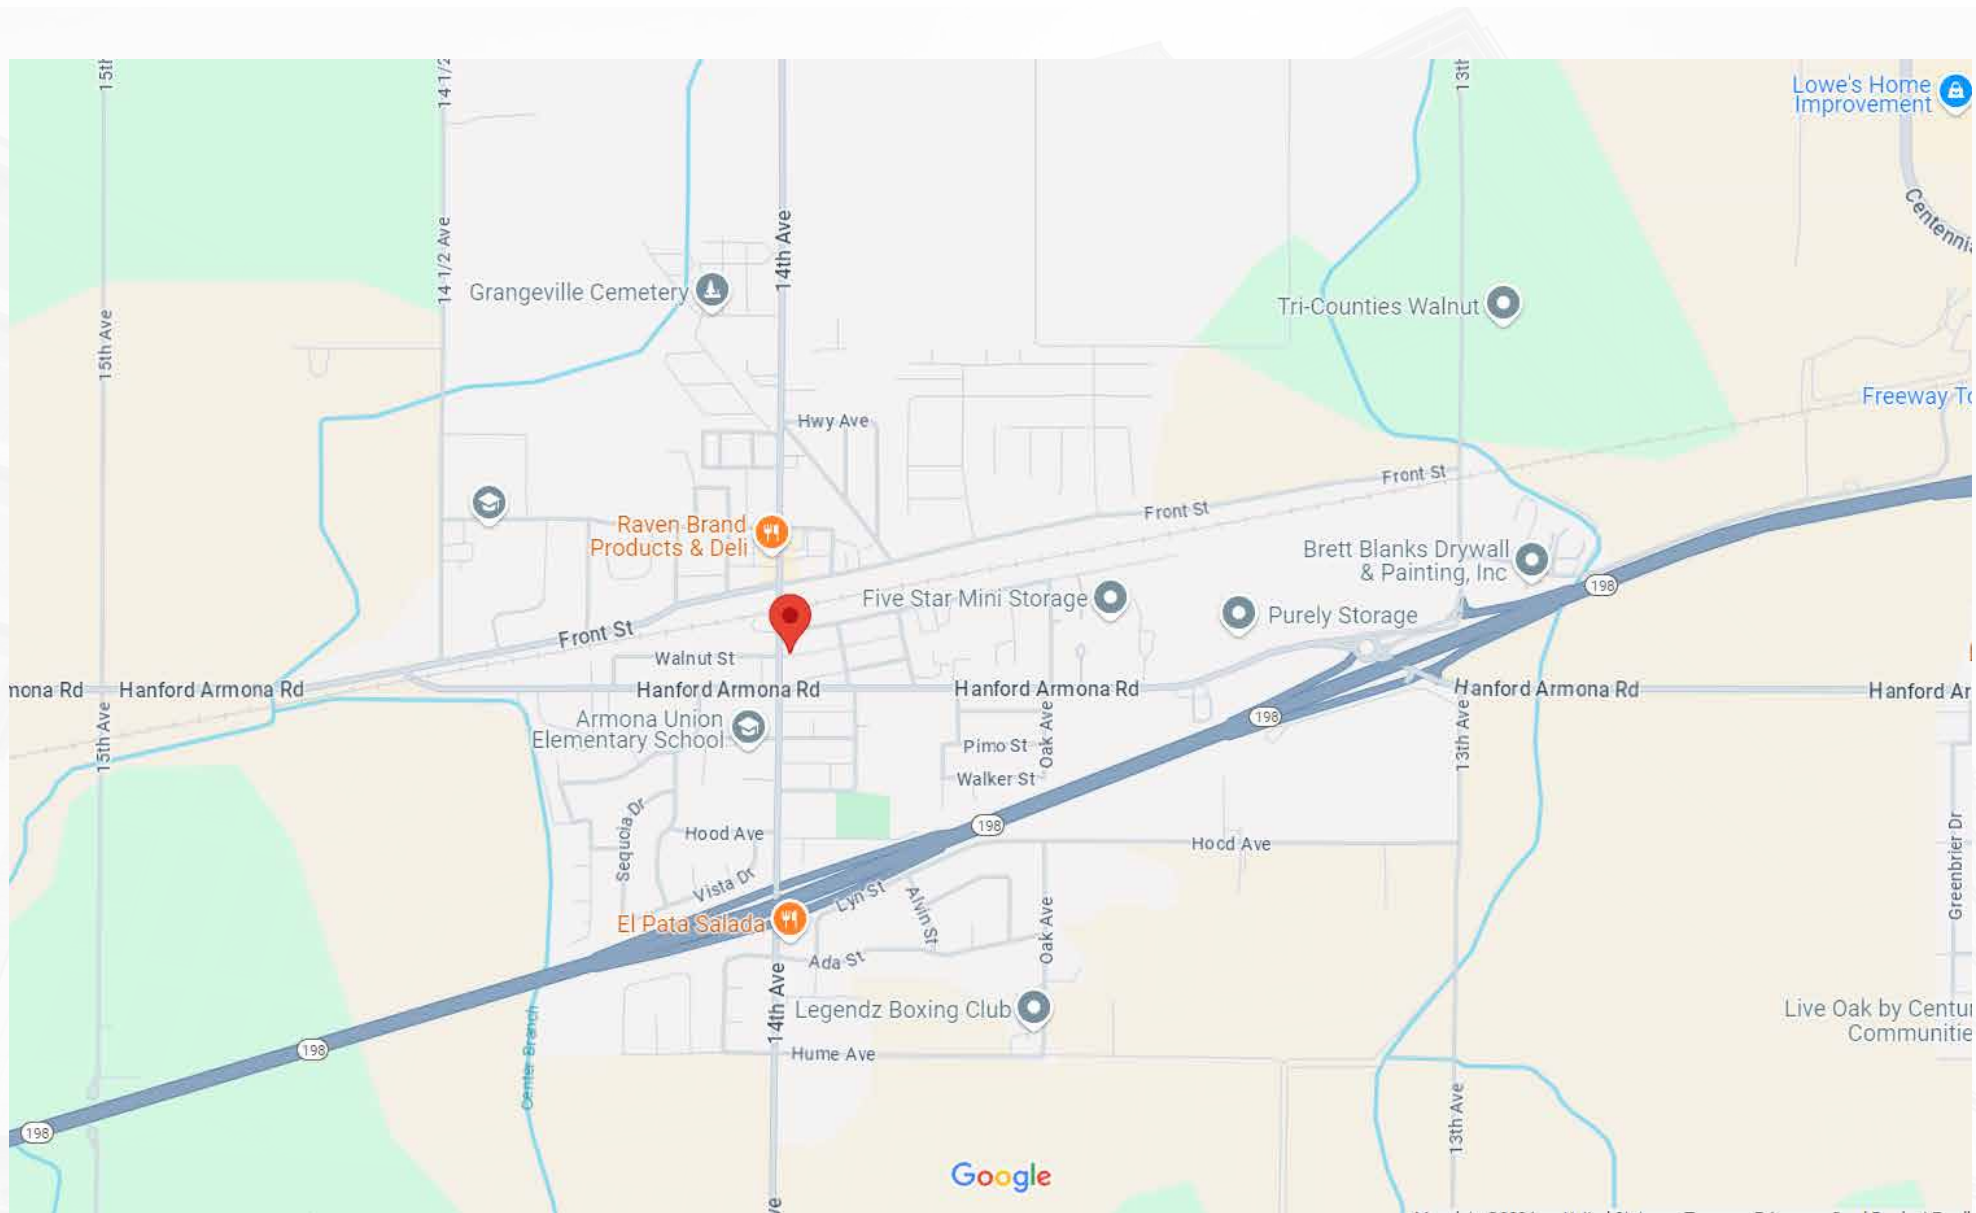 15th
14 1/2
13th
Lowe's Home
Improvement
14 1/2 Ave
14th Ave
Centennia
Grangeville Cemetery
Tri-Counties Walnut
15th Ave
Freeway To
Hwy Ave
Front St
Front St
Raven Brand
Products & Deli
Brett Blanks Drywall
& Painting, Inc
198
Five Star Mini Storage
Purely Storage
Front St
Walnut St
mona Rd
Hanford Armona Rd
Hanford Armona Rd
Hanford Armona Rd
Hanford Armona Rd
Hanford Ar
198
Armona Union
Elementary School
15th Ave
Oak Ave
13th Ave
Pimo St
Walker St
Sequoia Dr
Hood Ave
198
Hood Ave
Greenbrier Dr
Vista Dr
Lyn St
Alvin St
El Pata Salada
Oak Ave
Ada St
14th Ave
Legendz Boxing Club
Live Oak by Centur
Communitie
Center Branch
198
Hume Ave
198
13th Ave
Google